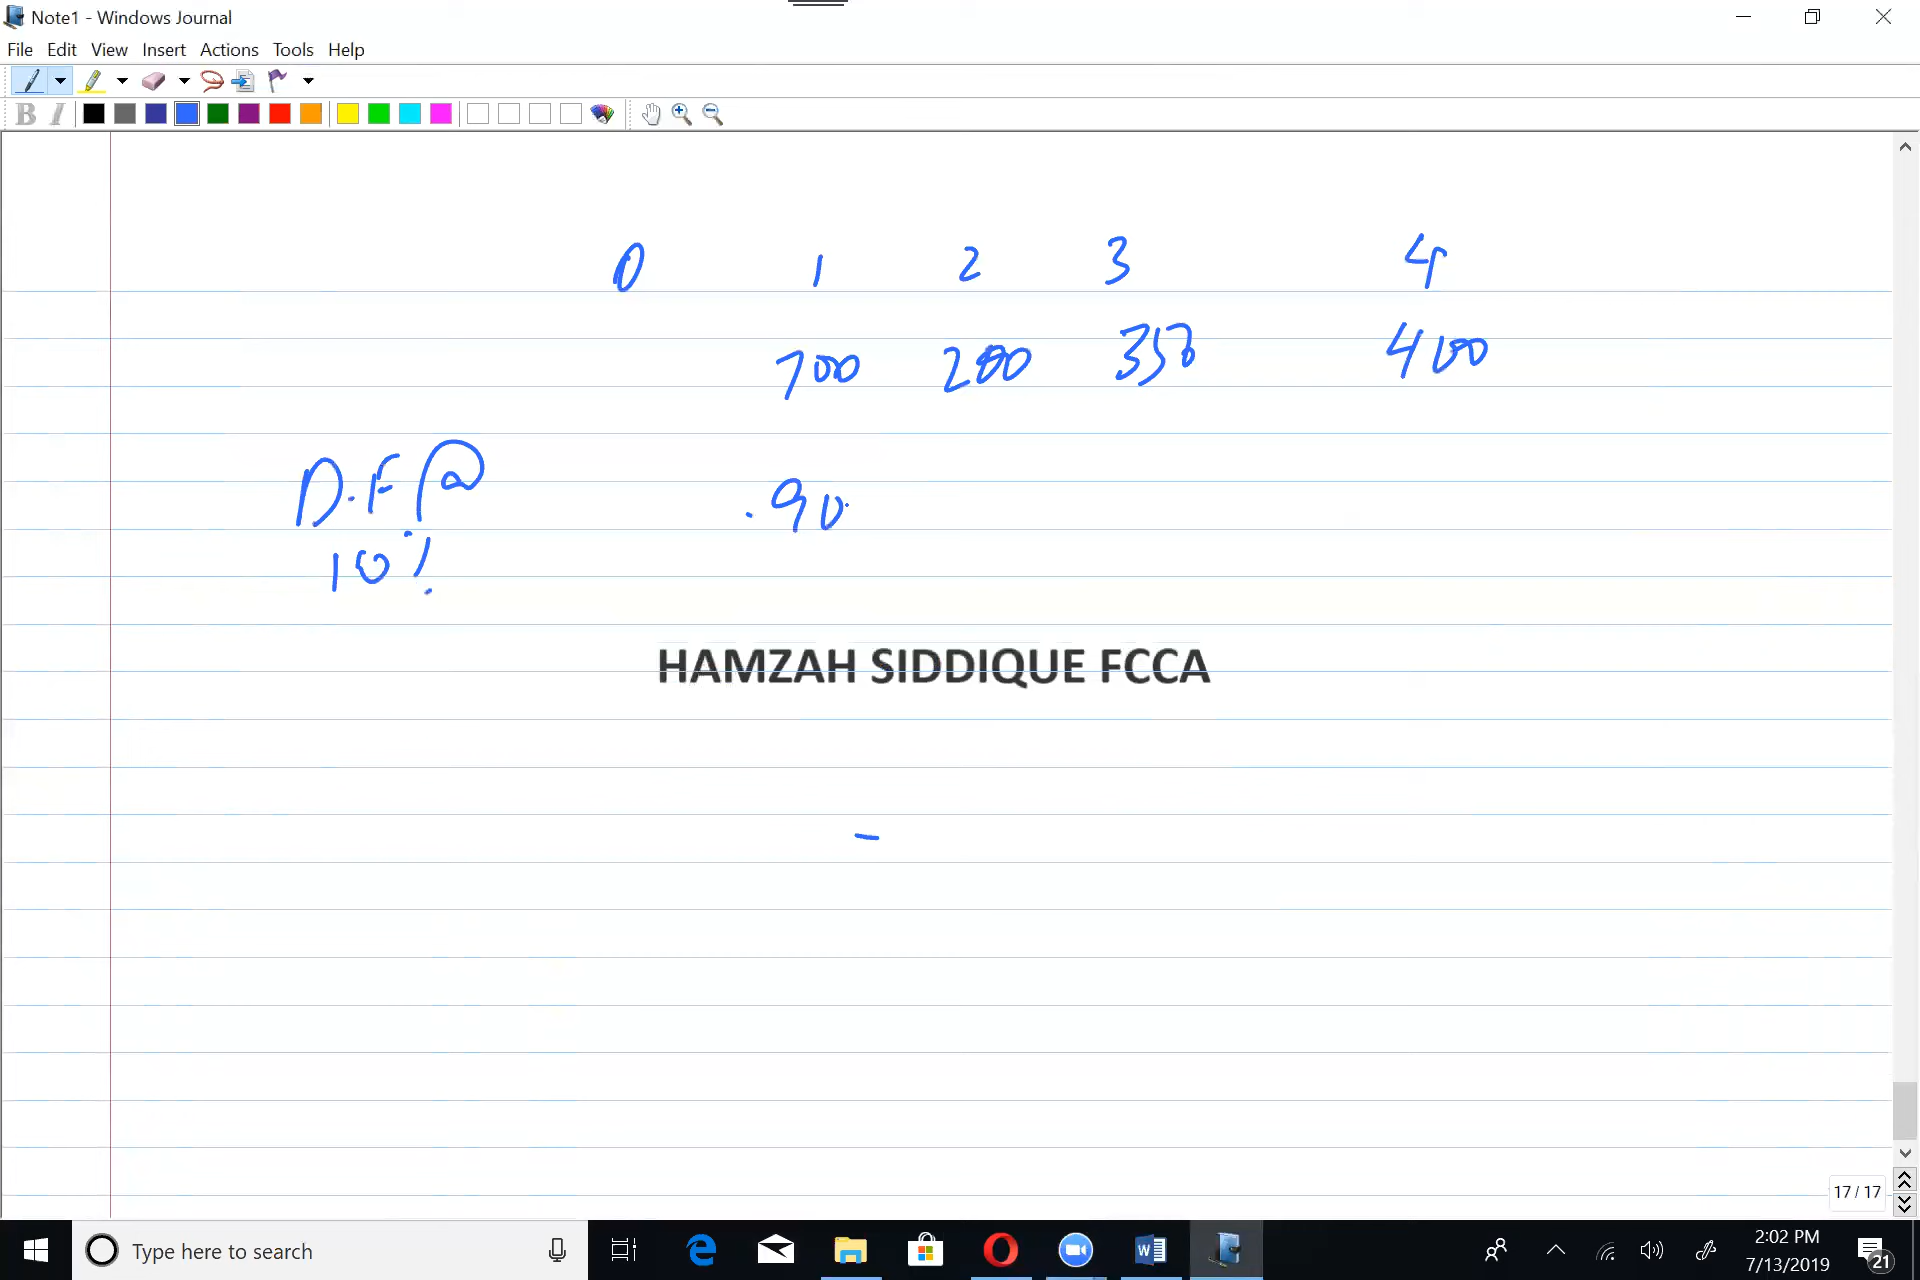 Note1 - Windows Journal
File Edit View Insert Actions Tools Help
B I
0 1 2 3 4
700 200 350 400
D.F @ .90
10%
HAMZAH SIDDIQUE FCCA
-
17 / 17
Type here to search
2:02 PM
7/13/2019
21